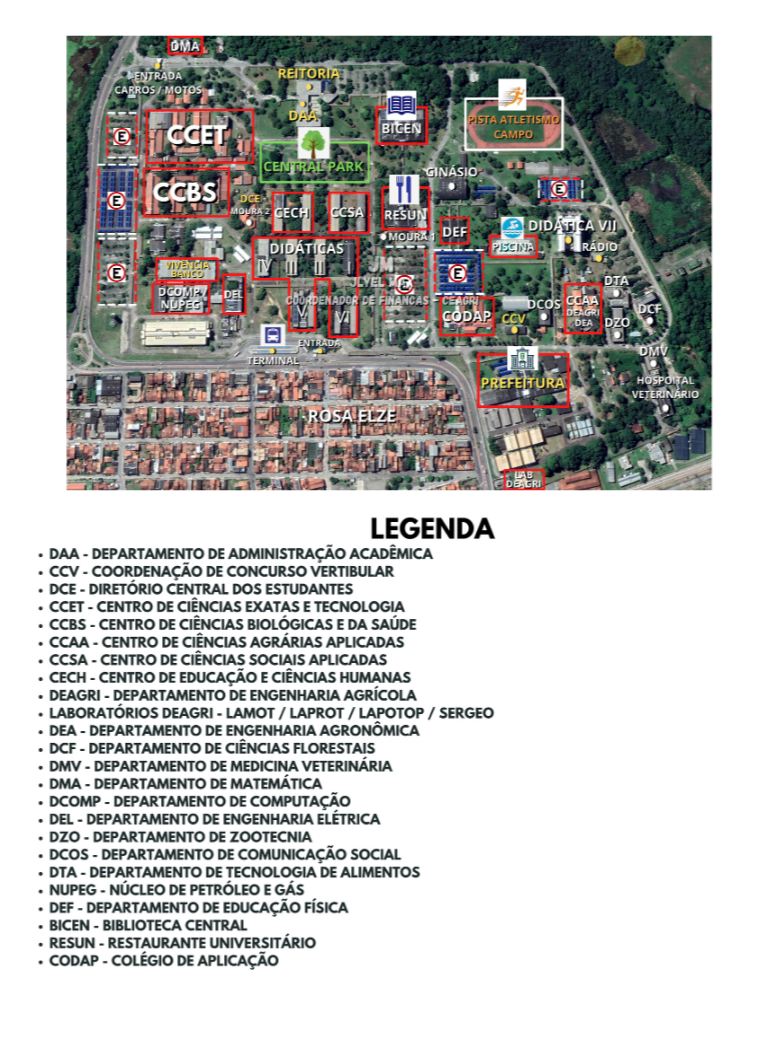 DMA
ENTRADA
CARROS / MOTOS
REITORIA
DAA
E
CCET
BICEN
PISTA ATLETISMO
CAMPO
CENTRAL PARK
GINÁSIO
E
CCBS
DCE
MOURA 2
CECH
CCSA
RESUN
E
MOURA 1
DEF
PISCINA
DIDÁTICA VII
RÁDIO
DIDÁTICAS
IV III I
E
VIVÊNCIA
BANCO
DCOMP /
NUPEG
DEL
V
VI
JM
COORDENADOR DE FINANCAS - CEAGRI
E
E
CODAP
CCV
DCOS
CCAA
DEAGRI
DEA
DTA
DZO
DCF
DMV
HOSPOITAL
VETERINÁRIO
TERMINAL
ENTRADA
PREFEITURA
ROSA ELZE
LAB
DEAGRI
LEGENDA
• DAA - DEPARTAMENTO DE ADMINISTRAÇÃO ACADÊMICA
• CCV - COORDENAÇÃO DE CONCURSO VERTIBULAR
• DCE - DIRETÓRIO CENTRAL DOS ESTUDANTES
• CCET - CENTRO DE CIÊNCIAS EXATAS E TECNOLOGIA
• CCBS - CENTRO DE CIÊNCIAS BIOLÓGICAS E DA SAÚDE
• CCAA - CENTRO DE CIÊNCIAS AGRÁRIAS APLICADAS
• CCSA - CENTRO DE CIÊNCIAS SOCIAIS APLICADAS
• CECH - CENTRO DE EDUCAÇÃO E CIÊNCIAS HUMANAS
• DEAGRI - DEPARTAMENTO DE ENGENHARIA AGRÍCOLA
• LABORATÓRIOS DEAGRI - LAMOT / LAPROT / LAPOTOP / SERGEO
• DEA - DEPARTAMENTO DE ENGENHARIA AGRONÔMICA
• DCF - DEPARTAMENTO DE CIÊNCIAS FLORESTAIS
• DMV - DEPARTAMENTO DE MEDICINA VETERINÁRIA
• DMA - DEPARTAMENTO DE MATEMÁTICA
• DCOMP - DEPARTAMENTO DE COMPUTAÇÃO
• DEL - DEPARTAMENTO DE ENGENHARIA ELÉTRICA
• DZO - DEPARTAMENTO DE ZOOTECNIA
• DCOS - DEPARTAMENTO DE COMUNICAÇÃO SOCIAL
• DTA - DEPARTAMENTO DE TECNOLOGIA DE ALIMENTOS
• NUPEG - NÚCLEO DE PETRÓLEO E GÁS
• DEF - DEPARTAMENTO DE EDUCAÇÃO FÍSICA
• BICEN - BIBLIOTECA CENTRAL
• RESUN - RESTAURANTE UNIVERSITÁRIO
• CODAP - COLÉGIO DE APLICAÇÃO